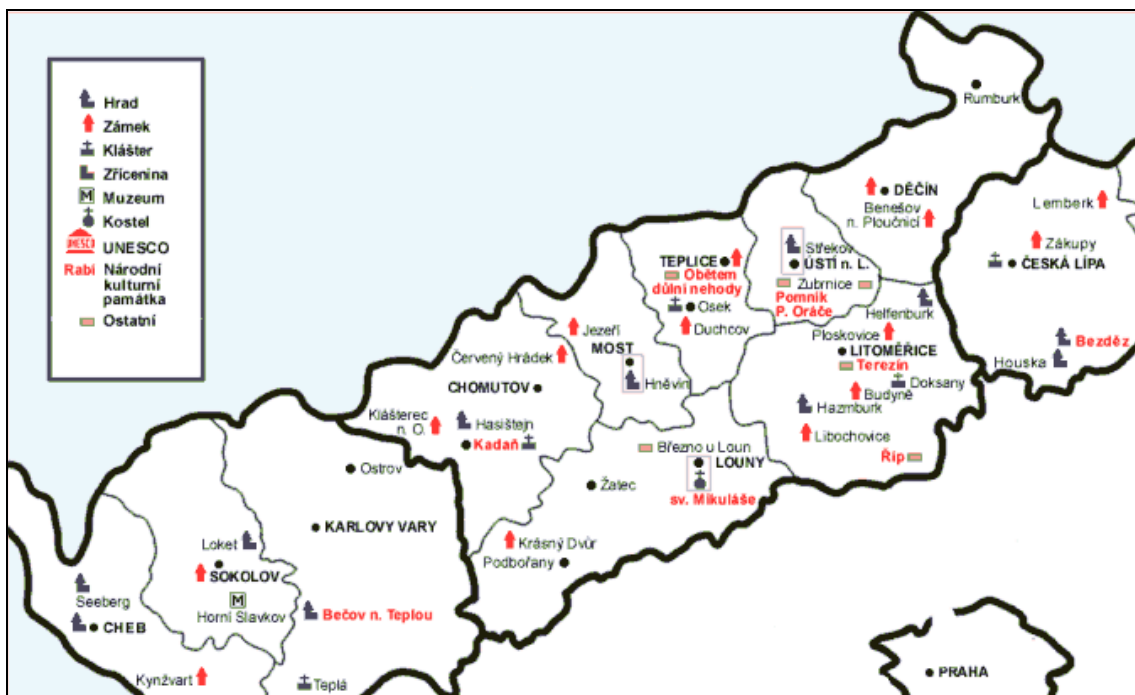 Hrad
Zámek
Klášter
Zřícenina
M Muzeum
Kostel
UNESCO UNESCO
Rabí Národní
kulturní
památka
Ostatní
Rumburk
DĚČÍN
Benešov
n. Ploučnicí
Lemberk
Zákupy
ČESKÁ LÍPA
Střekov
ÚSTÍ n. L.
Zubrnice
Pomník
P. Oráče
TEPLICE
Obětem
důlní nehody
Osek
Duchcov
Helfenburk
Ploskovice
LITOMĚŘICE
Terezín
Doksany
Budyně
Hazmburk
Libochovice
Říp
Bezděz
Houska
Jezeří
MOST
Hněvín
Červený Hrádek
CHOMUTOV
Klášterec
n. O.
Hasištejn
Kadaň
Březno u Loun
LOUNY
Žatec
sv. Mikuláše
Krásný Dvůr
Podbořany
Ostrov
KARLOVY VARY
Loket
SOKOLOV
M
Horní Slavkov
Seeberg
CHEB
Bečov n. Teplou
Kynžvart
Teplá
PRAHA